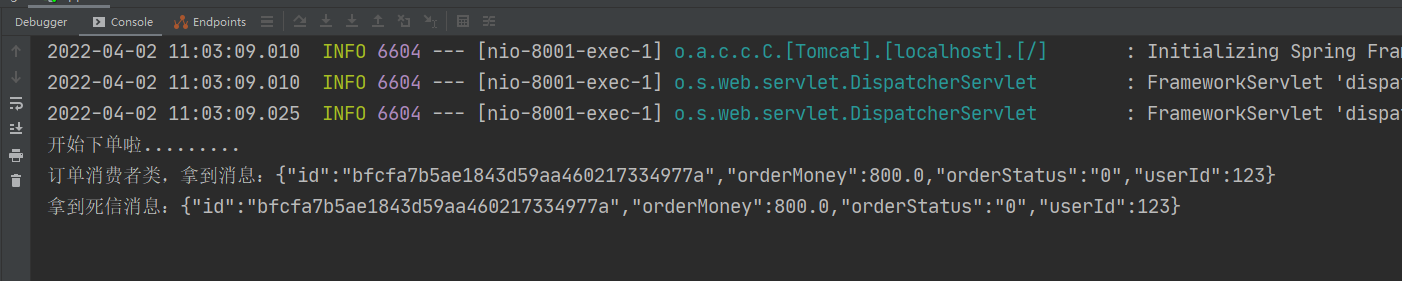 Debugger Console Endpoints
2022-04-02 11:03:09.010 INFO 6604 --- [nio-8001-exec-1] o.a.c.c.C.[Tomcat].[localhost].[/] : Initializing Spring Fram
2022-04-02 11:03:09.010 INFO 6604 --- [nio-8001-exec-1] o.s.web.servlet.DispatcherServlet : FrameworkServlet 'dispat
2022-04-02 11:03:09.025 INFO 6604 --- [nio-8001-exec-1] o.s.web.servlet.DispatcherServlet : FrameworkServlet 'dispat
开始下单啦.........
订单消费者类，拿到消息：{"id":"bfcfa7b5ae1843d59aa460217334977a","orderMoney":800.0,"orderStatus":"0","userId":123}
拿到死信消息：{"id":"bfcfa7b5ae1843d59aa460217334977a","orderMoney":800.0,"orderStatus":"0","userId":123}